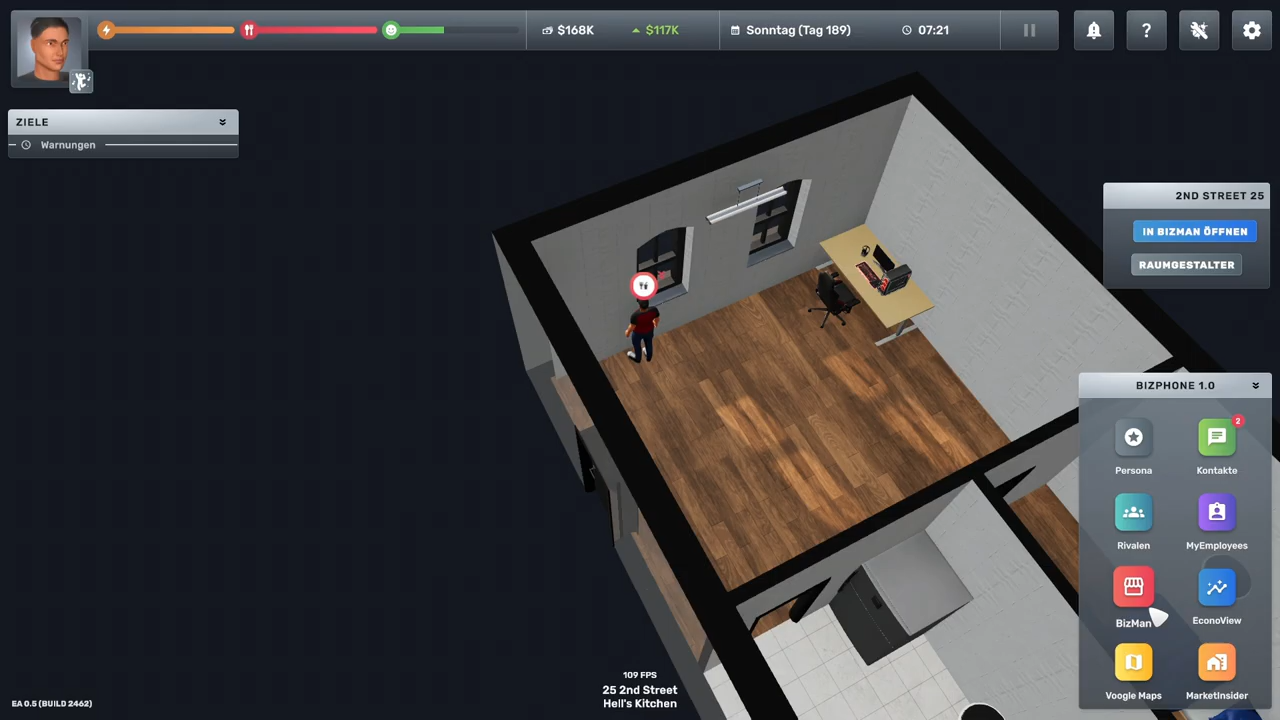 $168K
$117K
Sonntag (Tag 189)
07:21
?
ZIELE
Warnungen
2ND STREET 25
IN BIZMAN ÖFFNEN
RAUMGESTALTER
BIZPHONE 1.0
2
Persona
Kontakte
Rivalen
MyEmployees
BizMan
EconoView
Voogle Maps
MarketInsider
109 FPS
25 2nd Street
Hell's Kitchen
EA 0.5 (BUILD 2462)